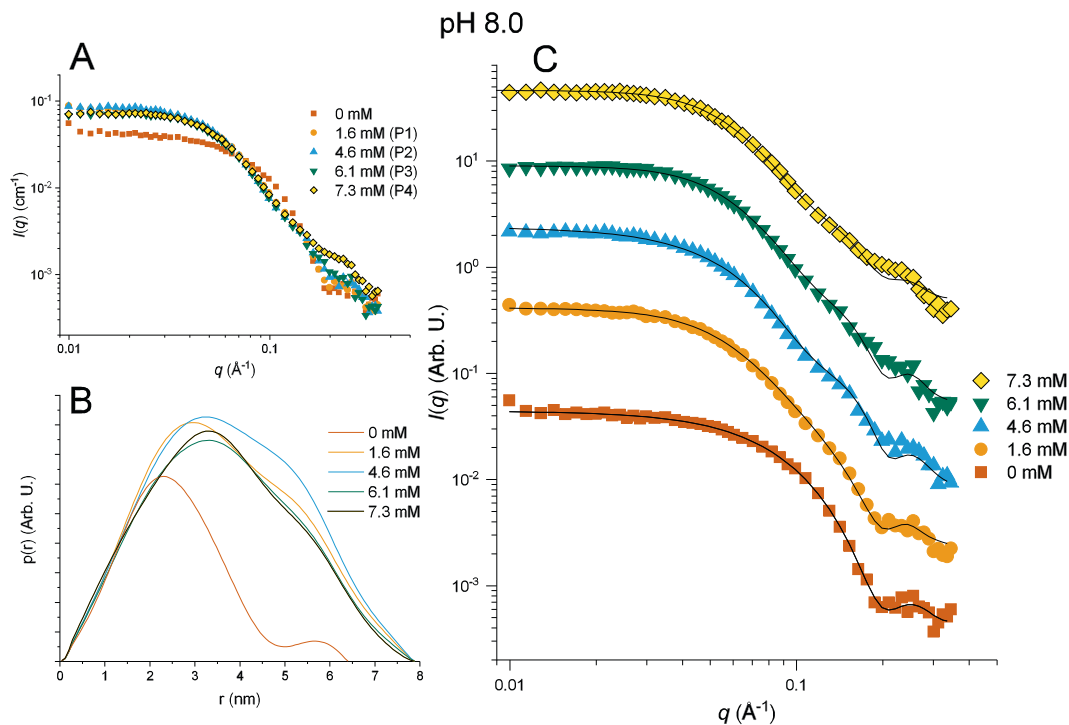 pH 8.0
A
I(q) (cm⁻¹)
10⁻¹
10⁻²
10⁻³
0 mM
1.6 mM (P1)
4.6 mM (P2)
6.1 mM (P3)
7.3 mM (P4)
0.01
0.1
q (Å⁻¹)
B
p(r) (Arb. U.)
0 mM
1.6 mM
4.6 mM
6.1 mM
7.3 mM
0 1 2 3 4 5 6 7 8 9
r (nm)
C
I(q) (Arb. U.)
10¹
10⁰
10⁻¹
10⁻²
10⁻³
7.3 mM
6.1 mM
4.6 mM
1.6 mM
0 mM
0.01
0.1
q (Å⁻¹)